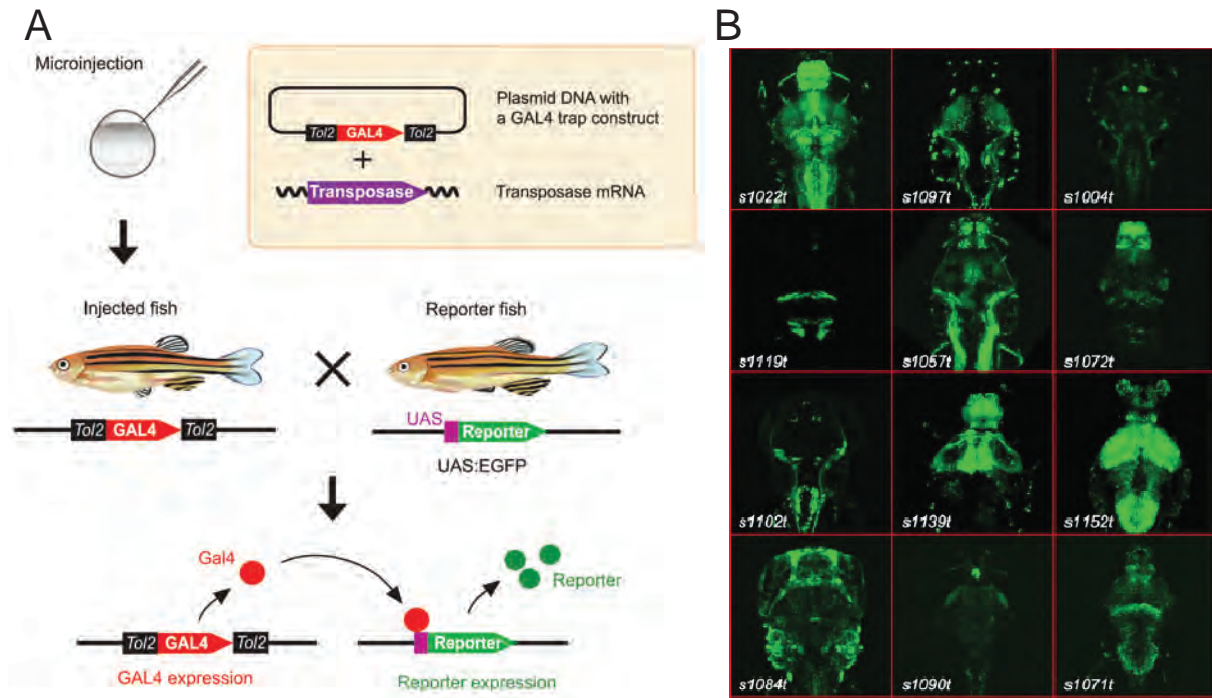 A
Microinjection
Plasmid DNA with
a GAL4 trap construct
Tol2 GAL4 Tol2
+
Transposase
Transposase mRNA
Injected fish
Reporter fish
Tol2 GAL4 Tol2
UAS
Reporter
UAS:EGFP
Gal4
Reporter
Tol2 GAL4 Tol2
Reporter
GAL4 expression
Reporter expression
B
s1022t
s1097t
s1004t
s1119t
s1057t
s1072t
s1102t
s1139t
s1152t
s1084t
s1090t
s1071t